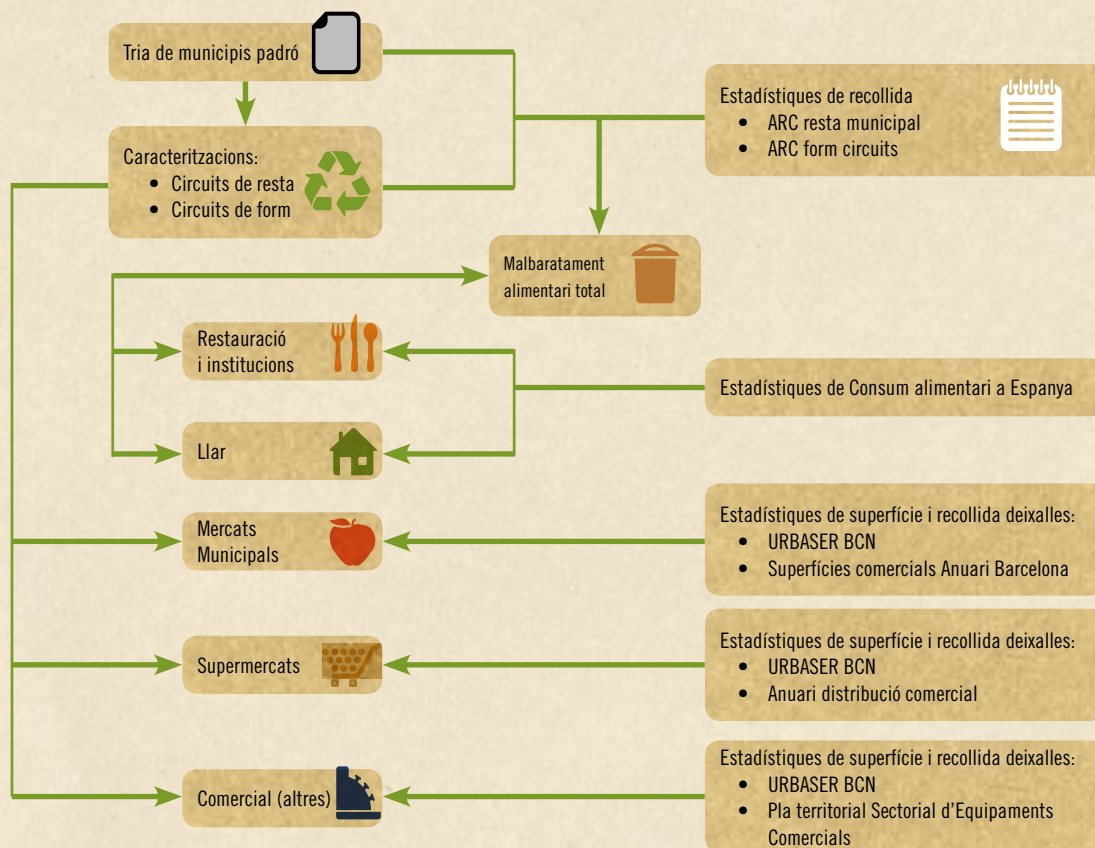 Tria de municipis padró
Caracteritzacions:
• Circuits de resta
• Circuits de form
Estadístiques de recollida
• ARC resta municipal
• ARC form circuits
Malbaratament
alimentari total
Restauració
i institucions
Estadístiques de Consum alimentari a Espanya
Llar
Mercats
Municipals
Estadístiques de superfície i recollida deixalles:
• URBASER BCN
• Superfícies comercials Anuari Barcelona
Supermercats
Estadístiques de superfície i recollida deixalles:
• URBASER BCN
• Anuari distribució comercial
Comercial (altres)
Estadístiques de superfície i recollida deixalles:
• URBASER BCN
• Pla territorial Sectorial d'Equipaments
Comercials